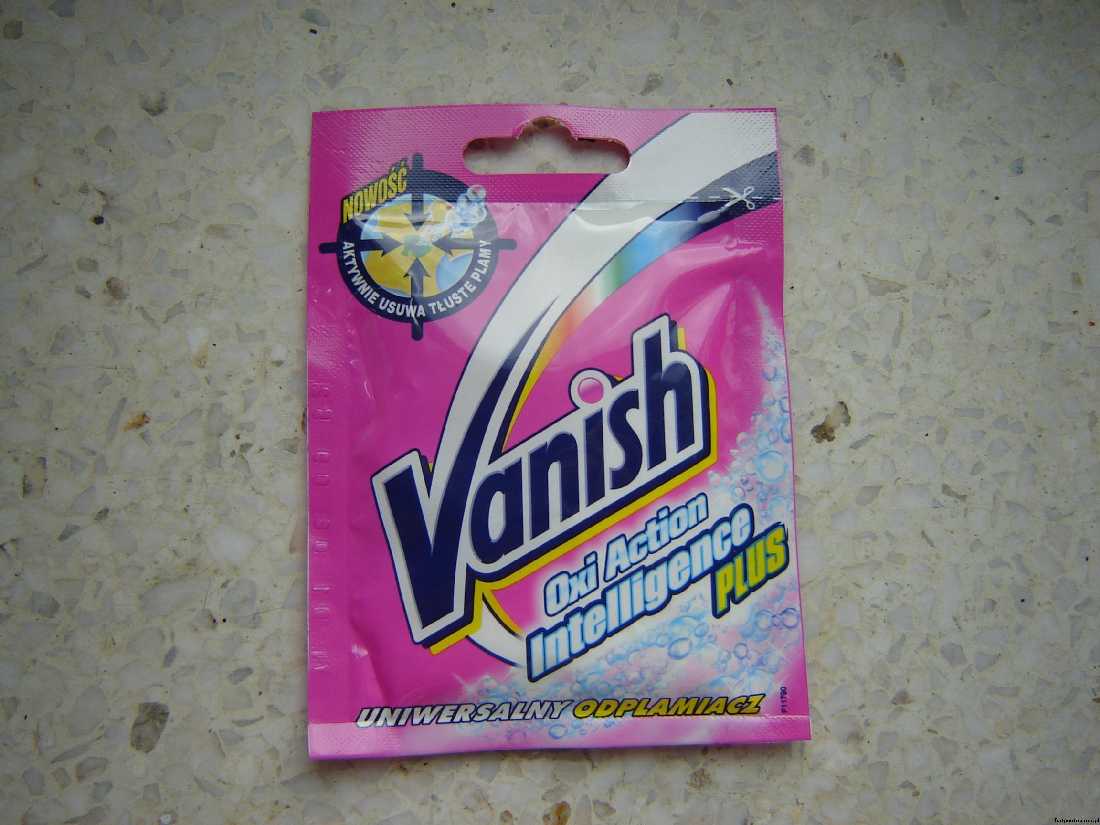 NOWOŚĆ
AKTYWNIE USUWA TŁUSTE PLAMY
Vanish
Oxi Action
Intelligence
PLUS
UNIWERSALNY ODPLAMIACZ